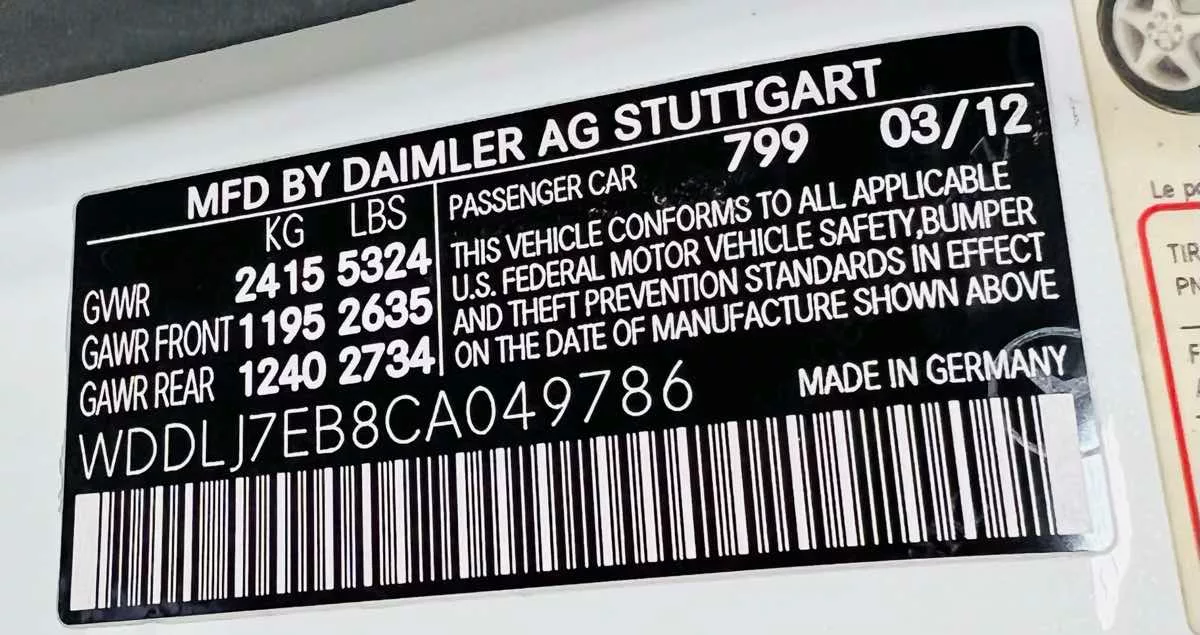 MFD BY DAIMLER AG STUTTGART
KG LBS
GVWR 2415 5324
GAWR FRONT 1195 2635
GAWR REAR 1240 2734
PASSENGER CAR 799 03/12
THIS VEHICLE CONFORMS TO ALL APPLICABLE
U.S. FEDERAL MOTOR VEHICLE SAFETY,BUMPER
AND THEFT PREVENTION STANDARDS IN EFFECT
ON THE DATE OF MANUFACTURE SHOWN ABOVE
WDDLJ7EB8CA049786
MADE IN GERMANY
Le